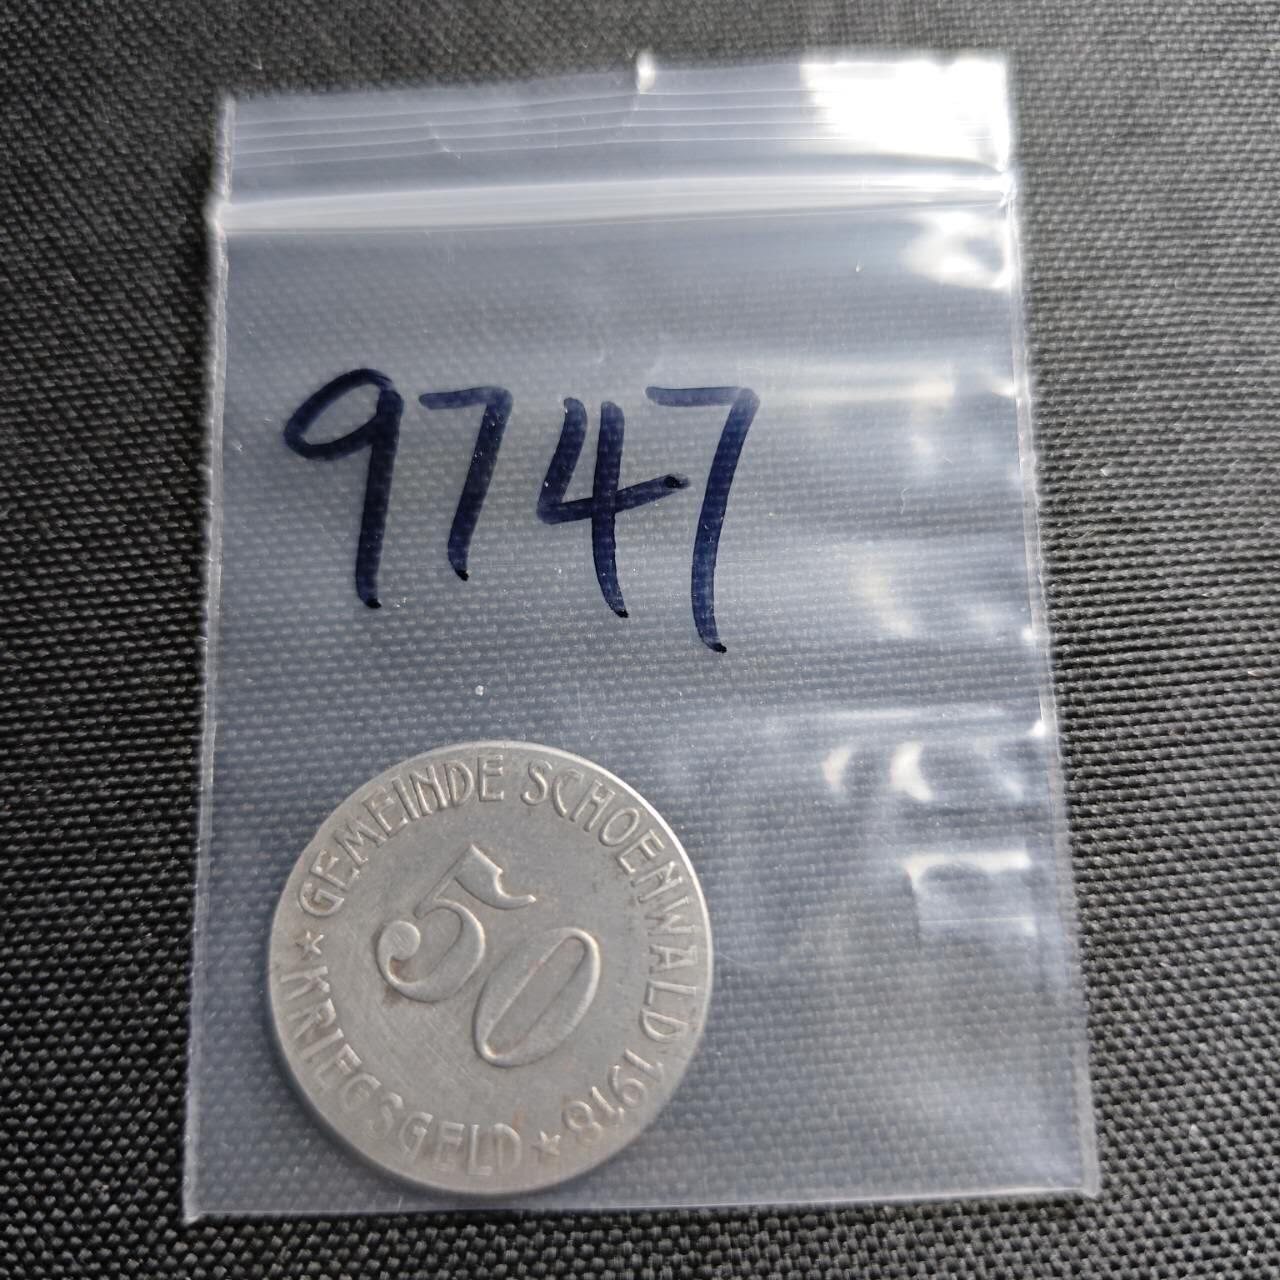 9747
GEMEINDE SCHOENWALD 1918
50
★ KRIEGSGELD ★